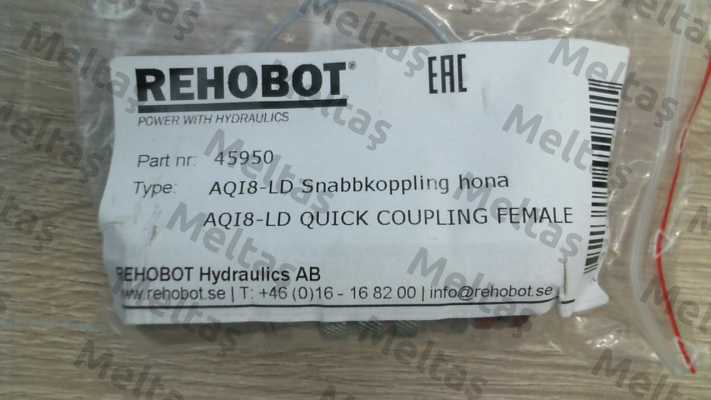 REHOBOT®
EAC
POWER WITH HYDRAULICS
Part nr: 45950
Type: AQI8-LD Snabbkoppling hona
AQI8-LD QUICK COUPLING FEMALE
REHOBOT Hydraulics AB
www.rehobot.se | T: +46 (0)16 - 16 82 00 | info@rehobot.se
Meltaş